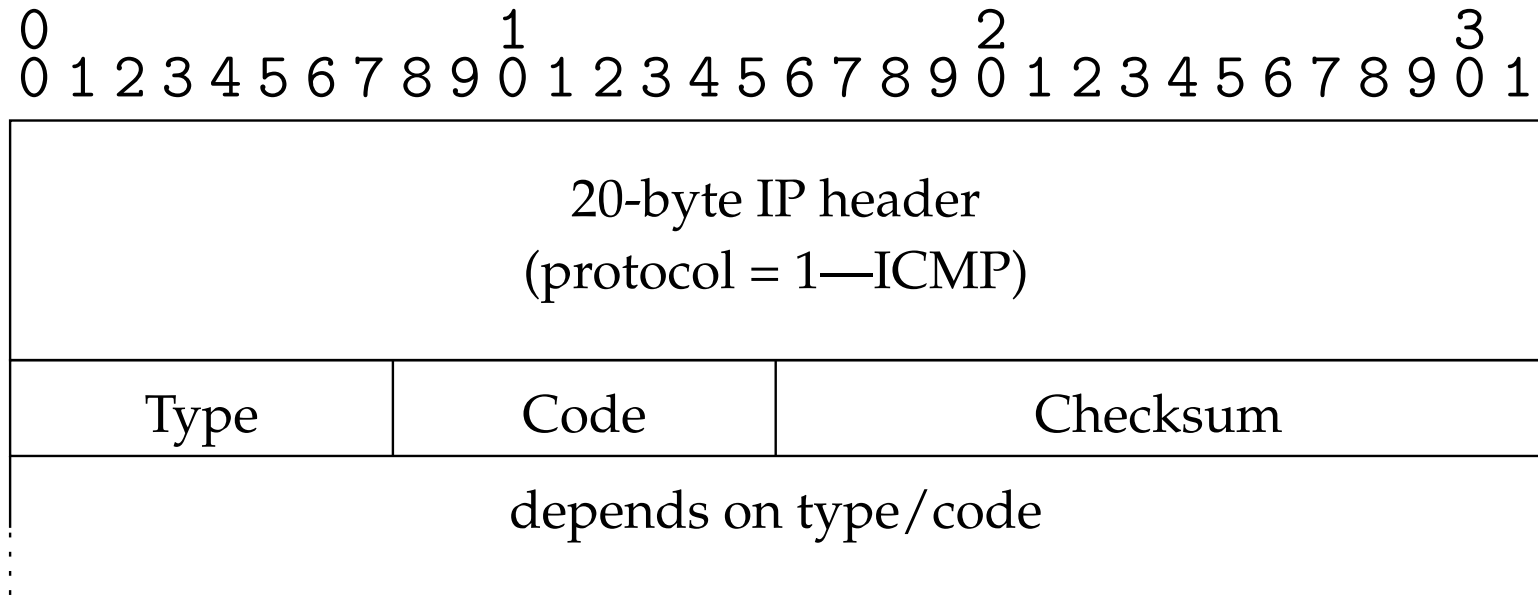 0 1 2 3
0 1 2 3 4 5 6 7 8 9 0 1 2 3 4 5 6 7 8 9 0 1 2 3 4 5 6 7 8 9 0 1
20-byte IP header
(protocol = 1—ICMP)
Type Code Checksum
depends on type/code